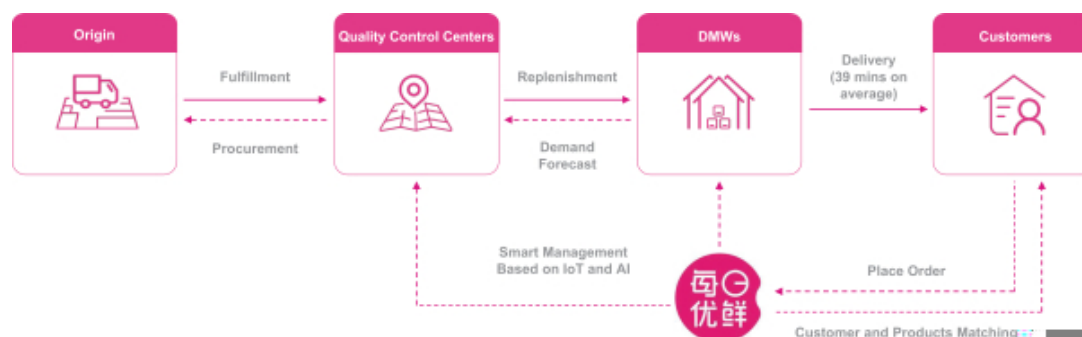 Origin
Quality Control Centers
DMWs
Customers
Fulfillment
Procurement
Replenishment
Demand
Forecast
Delivery
(39 mins on
average)
Smart Management
Based on IoT and AI
每日
优鲜
Place Order
Customer and Products Matching